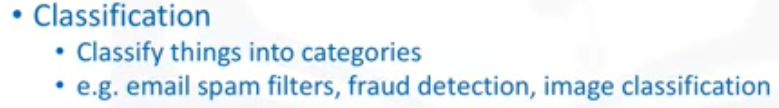 • Classification
• Classify things into categories
• e.g. email spam filters, fraud detection, image classification